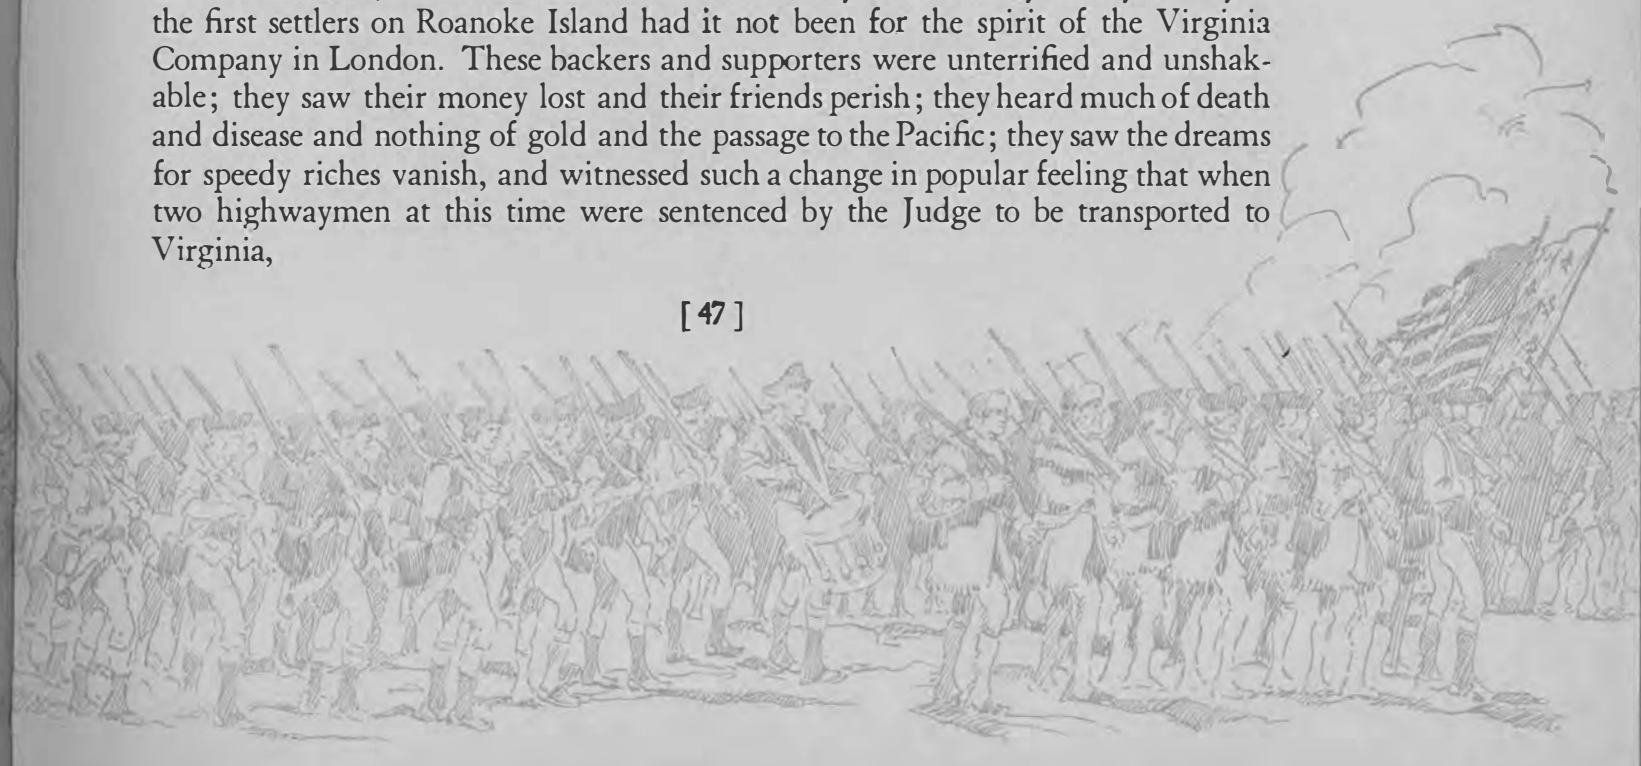 the first settlers on Roanoke Island had it not been for the spirit of the Virginia
Company in London. These backers and supporters were unterrified and unshak-
able; they saw their money lost and their friends perish; they heard much of death
and disease and nothing of gold and the passage to the Pacific; they saw the dreams
for speedy riches vanish, and witnessed such a change in popular feeling that when
two highwaymen at this time were sentenced by the Judge to be transported to
Virginia,
[ 47 ]